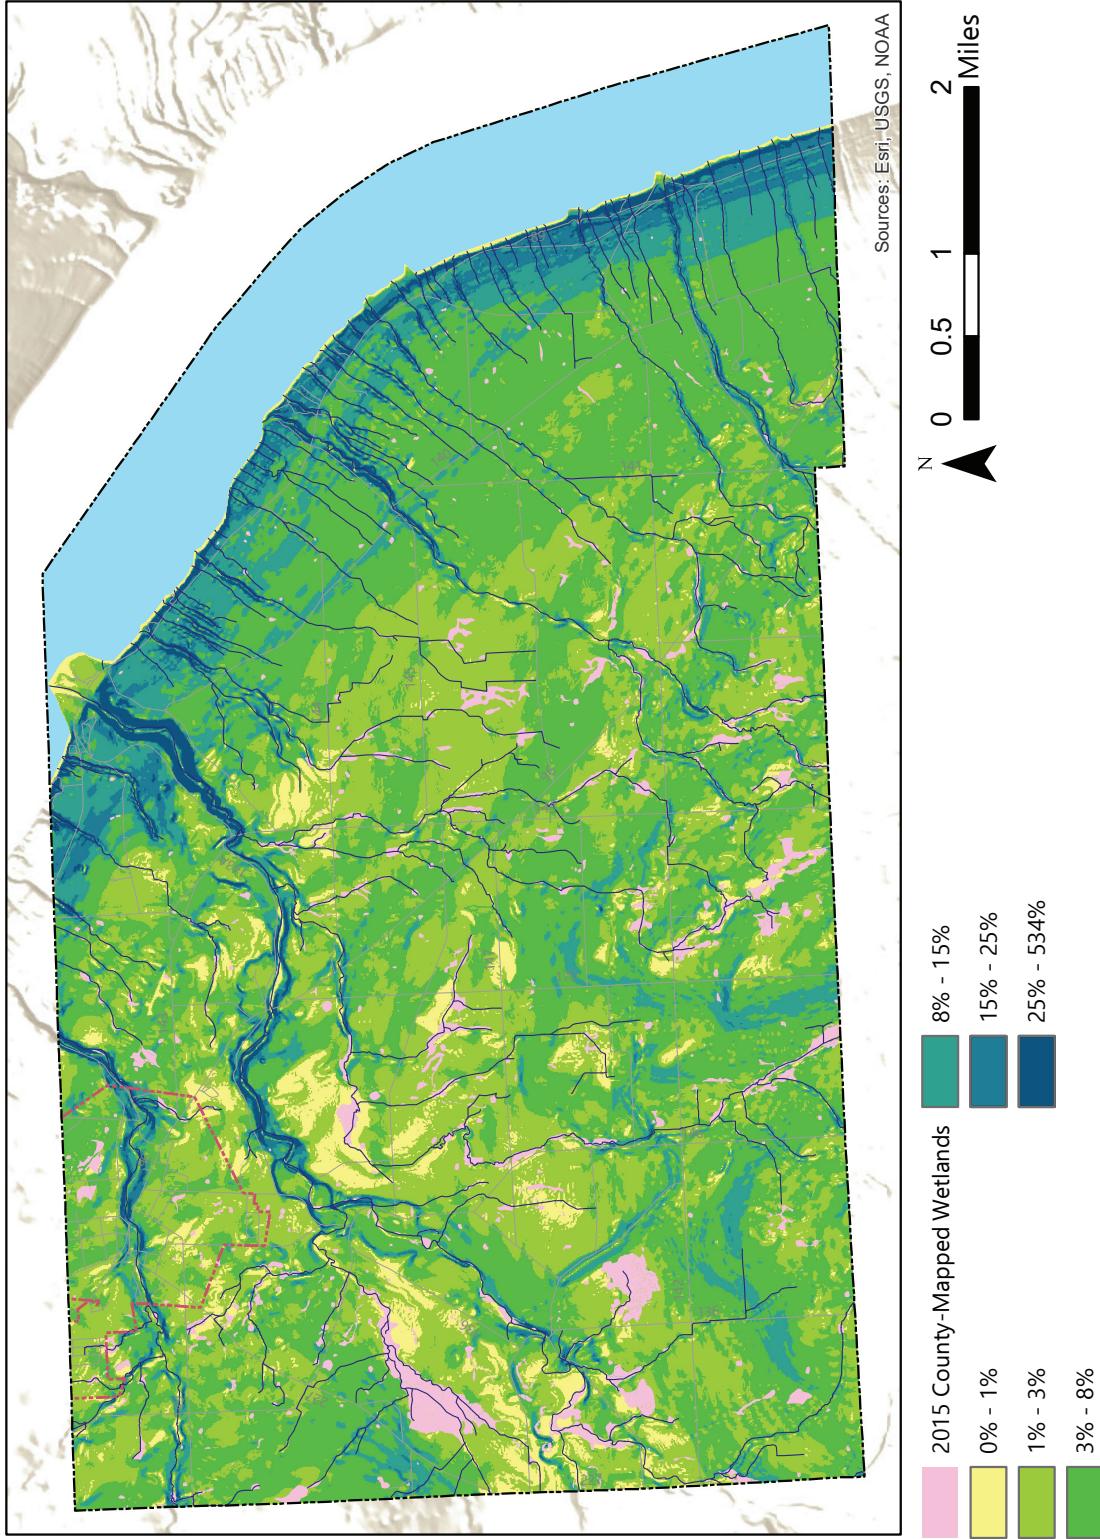 Sources: Esri, USGS, NOAA
N
0 0.5 1 2
Miles
2015 County-Mapped Wetlands
0% - 1%
1% - 3%
3% - 8%
8% - 15%
15% - 25%
25% - 534%